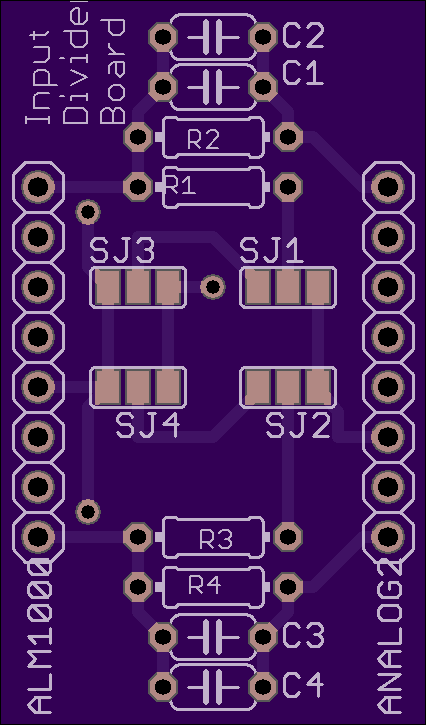 Input
Divider
Board
C2
C1
R2
R1
SJ3
SJ1
SJ4
SJ2
R3
R4
C3
C4
ALM1000
ANALOG2